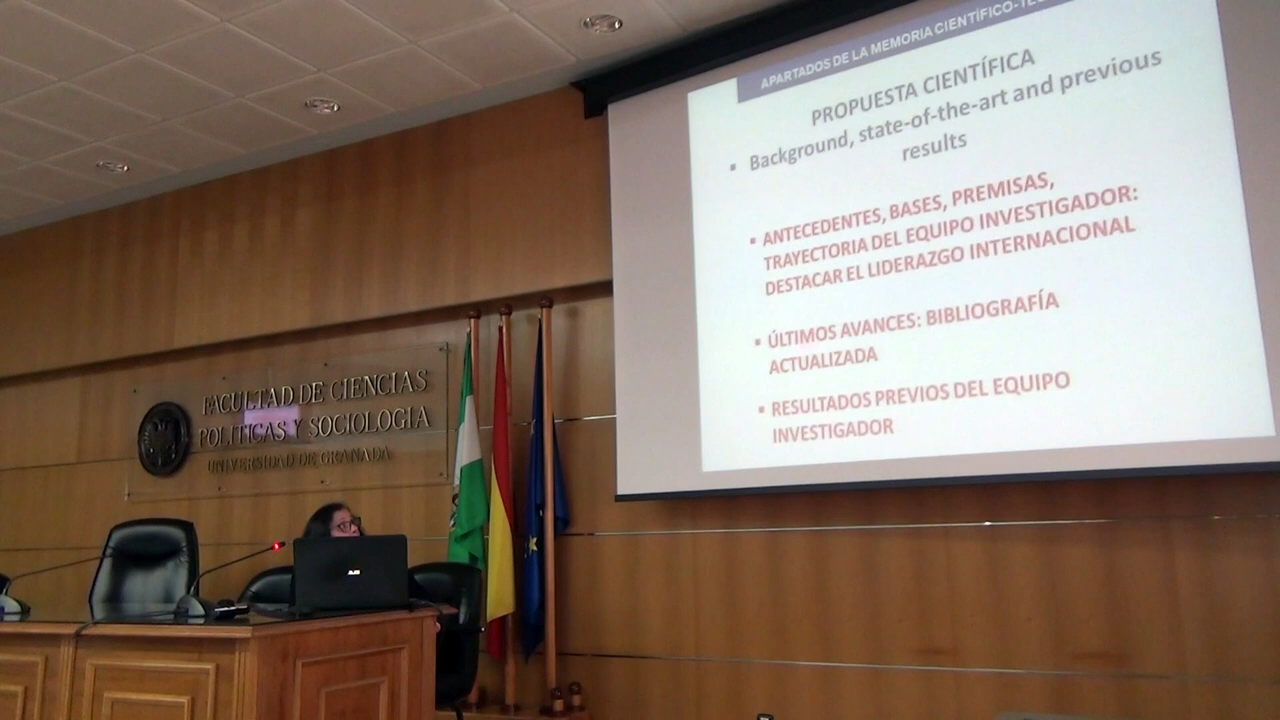 APARTADOS DE LA MEMORIA CIENTÍFICO-
PROPUESTA CIENTÍFICA
▪ Background, state-of-the-art and previous
results
▪ ANTECEDENTES, BASES, PREMISAS,
TRAYECTORIA DEL EQUIPO INVESTIGADOR:
DESTACAR EL LIDERAZGO INTERNACIONAL
▪ ÚLTIMOS AVANCES: BIBLIOGRAFÍA
ACTUALIZADA
▪ RESULTADOS PREVIOS DEL EQUIPO
INVESTIGADOR
FACULTAD DE CIENCIAS
POLITICAS Y SOCIOLOGIA
UNIVERSIDAD DE GRANADA